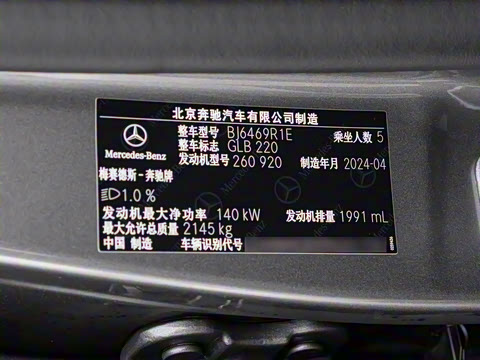 北京奔驰汽车有限公司制造
整车型号 BJ6469R1E 乘坐人数 5
整车标志 GLB 220
Mercedes-Benz
发动机型号 260 920 制造年月 2024-04
梅赛德斯-奔驰牌
1.0 %
发动机最大净功率 140 kW 发动机排量 1991 mL
最大允许总质量 2145 kg
中国 制造 车辆识别代号